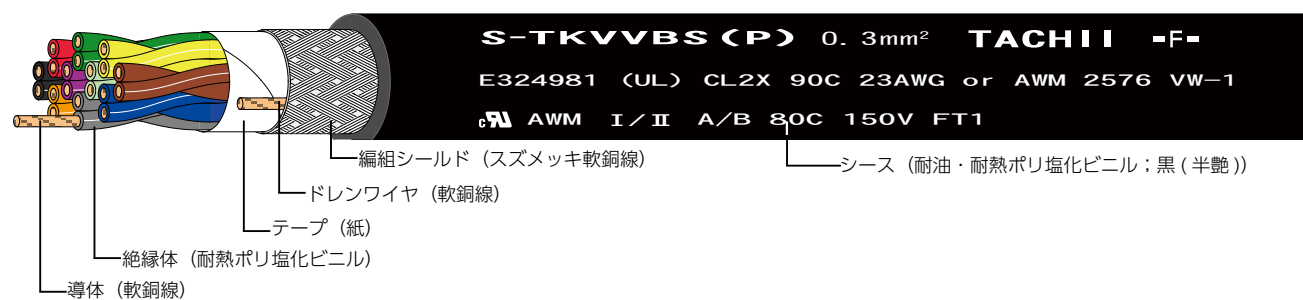 S-TKVVBS(P) 0.3mm² TACHII -F-
E324981 (UL) CL2X 90C 23AWG or AWM 2576 VW-1
cRU AWM I/II A/B 80C 150V FT1
編組シールド（スズメッキ軟銅線）
シース（耐油・耐熱ポリ塩化ビニル；黒(半艶)）
ドレンワイヤ（軟銅線）
テープ（紙）
絶縁体（耐熱ポリ塩化ビニル）
導体（軟銅線）